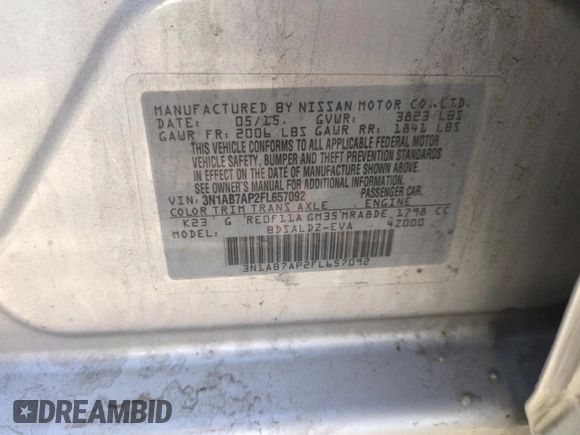 MANUFACTURED BY NISSAN MOTOR CO., LTD.
DATE: 05/15. GVWR: 3823 LBS
GAWR FR: 2006 LBS GAWR RR: 1841 LBS
THIS VEHICLE CONFORMS TO ALL APPLICABLE FEDERAL MOTOR
VEHICLE SAFETY, BUMPER AND THEFT PREVENTION STANDARDS
IN EFFECT ON THE DATE OF MANUFACTURE SHOWN ABOVE.
SEE OWNER'S MANUAL.
VIN: 3N1AB7AP2FL657092 PASSENGER CAR
COLOR TRIM TRANS AXLE ENGINE
K23 G RE0F11A GM35 MRA8DE 1798 CC
MODEL: BDSALDZ-EVA 42000
3N1AB7AP2FL657092
DREAMBID